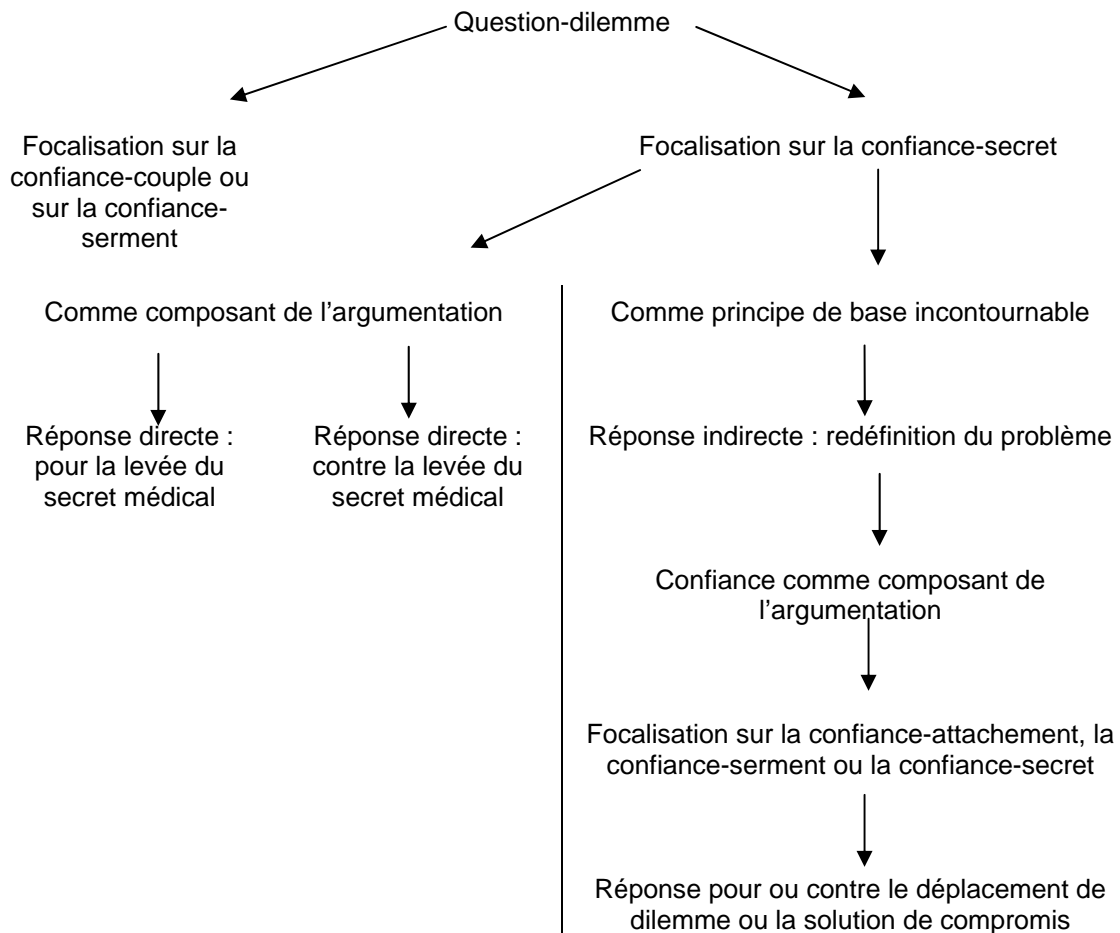 Question-dilemme
Focalisation sur la
confiance-couple ou
sur la confiance-
serment
Focalisation sur la confiance-secret
Comme composant de l'argumentation
Comme principe de base incontournable
Réponse directe :
pour la levée du
secret médical
Réponse directe :
contre la levée du
secret médical
Réponse indirecte : redéfinition du problème
Confiance comme composant de
l'argumentation
Focalisation sur la confiance-attachement, la
confiance-serment ou la confiance-secret
Réponse pour ou contre le déplacement de
dilemme ou la solution de compromis